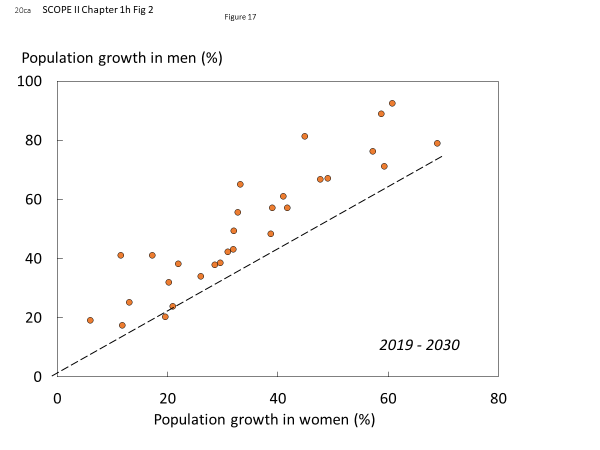 20ca SCOPE II Chapter 1h Fig 2
Figure 17
Population growth in men (%)
100
80
60
40
20
0
2019 - 2030
0 20 40 60 80
Population growth in women (%)